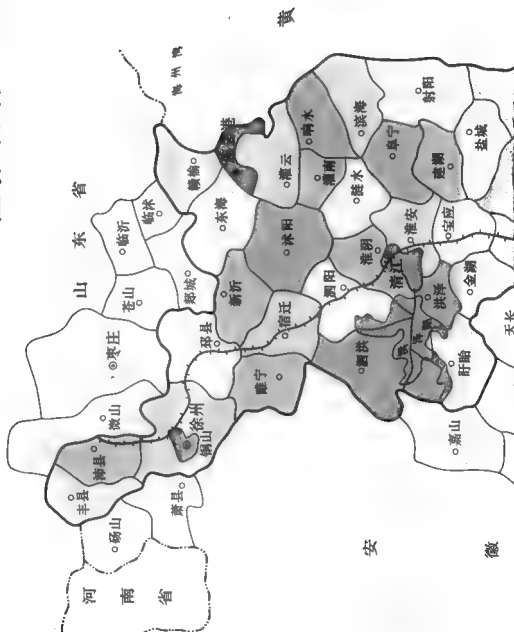 黄
海州湾
山东省
赣榆
临沭
临沂
苍山
枣庄
微山
沛县
丰县
砀山
河南省
萧县
徐州
铜山
邳县
郯城
东海
港
灌云
响水
滨海
射阳
灌南
涟水
阜宁
建湖
盐城
沭阳
新沂
宿迁
睢宁
泗阳
淮阴
清江
淮安
宝应
泗洪
洪泽
金湖
盱眙
天长
嘉山
安徽